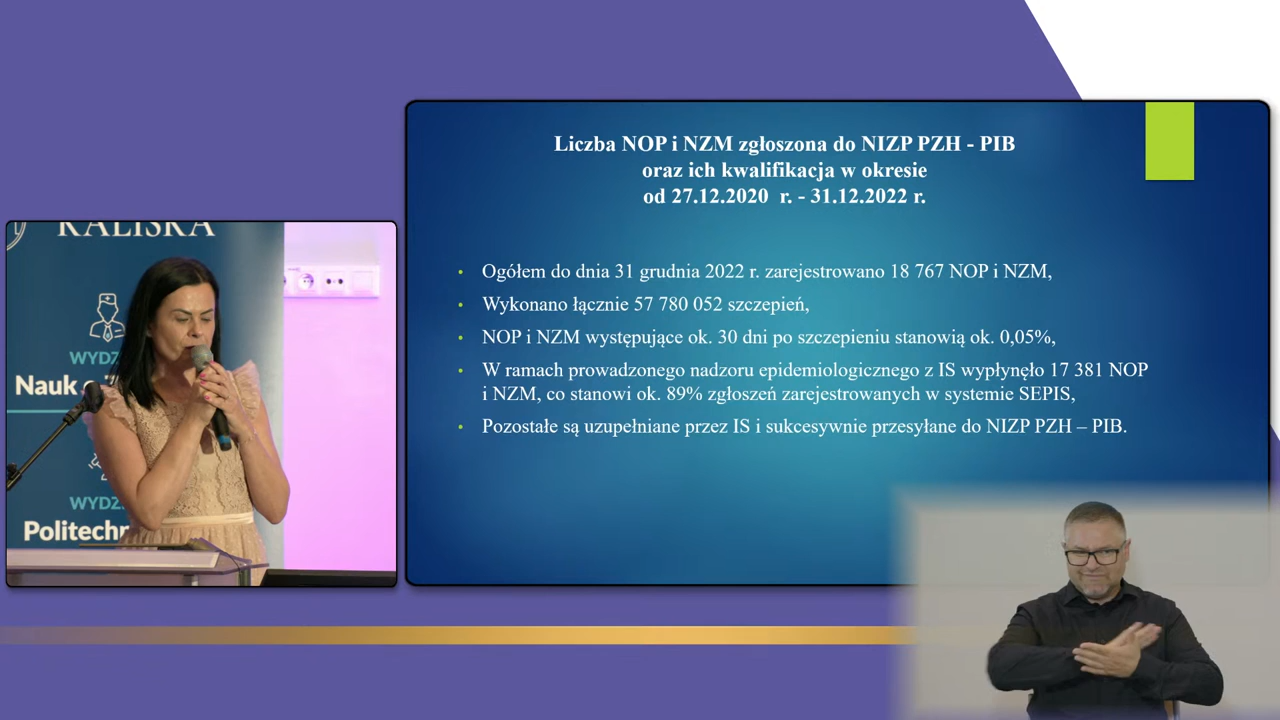 Liczba NOP i NZM zgłoszona do NIZP PZH - PIB
oraz ich kwalifikacja w okresie
od 27.12.2020 r. - 31.12.2022 r.
• Ogółem do dnia 31 grudnia 2022 r. zarejestrowano 18 767 NOP i NZM,
• Wykonano łącznie 57 780 052 szczepień,
• NOP i NZM występujące ok. 30 dni po szczepieniu stanowią ok. 0,05%,
• W ramach prowadzonego nadzoru epidemiologicznego z IS wypłynęło 17 381 NOP
i NZM, co stanowi ok. 89% zgłoszeń zarejestrowanych w systemie SEPIS,
• Pozostałe są uzupełniane przez IS i sukcesywnie przesyłane do NIZP PZH – PIB.
KALISKA
WYDZ
Nauk o
WYDZ
Politechn